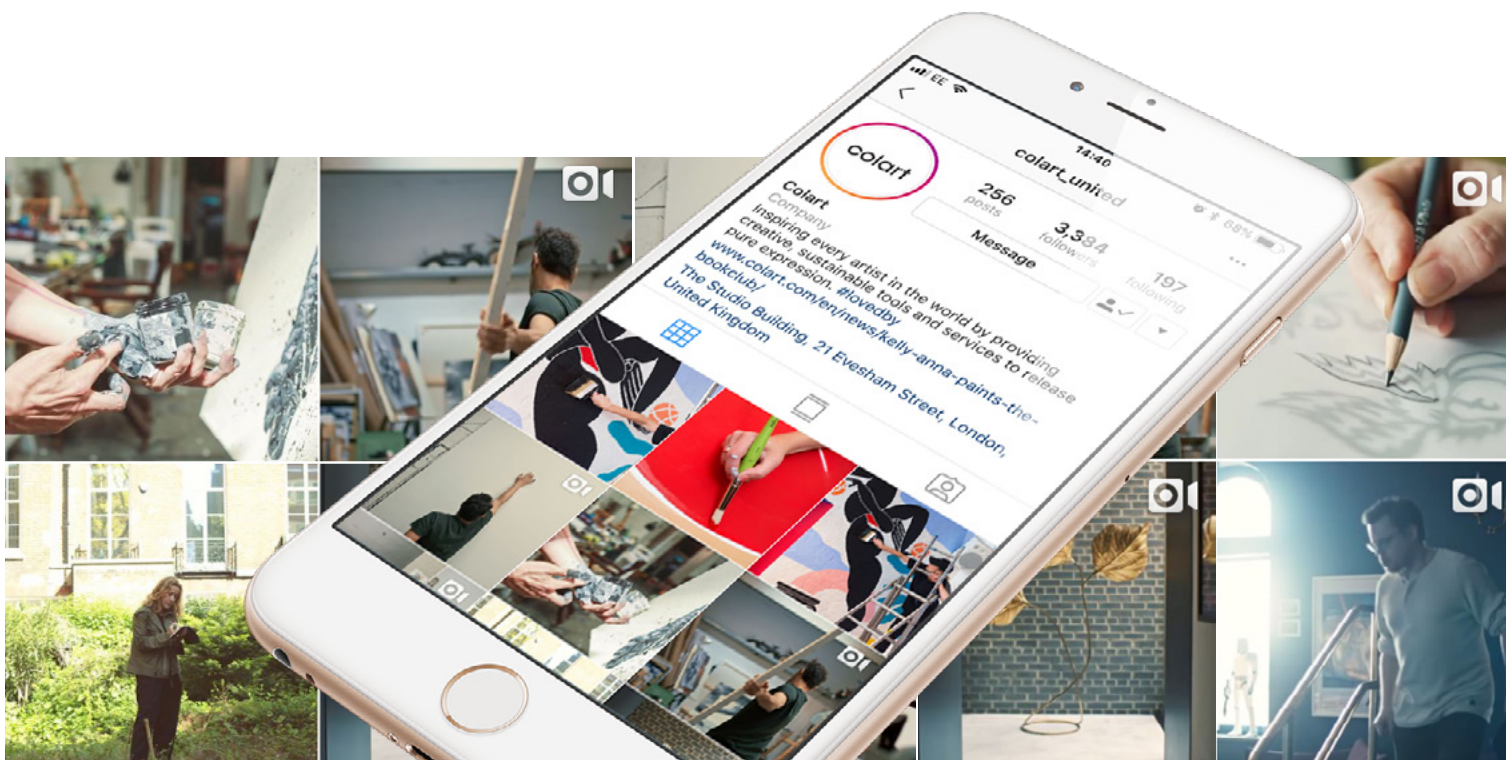 EE
14:40
68%
colart_united
colart
256
posts
3,384
followers
197
following
Message
Colart
Company
Inspiring every artist in the world by providing
creative, sustainable tools and services to release
pure expression. #lovedby
www.colart.com/en/news/kelly-anna-paints-the-
bookclub/
The Studio Building, 21 Evesham Street, London,
United Kingdom